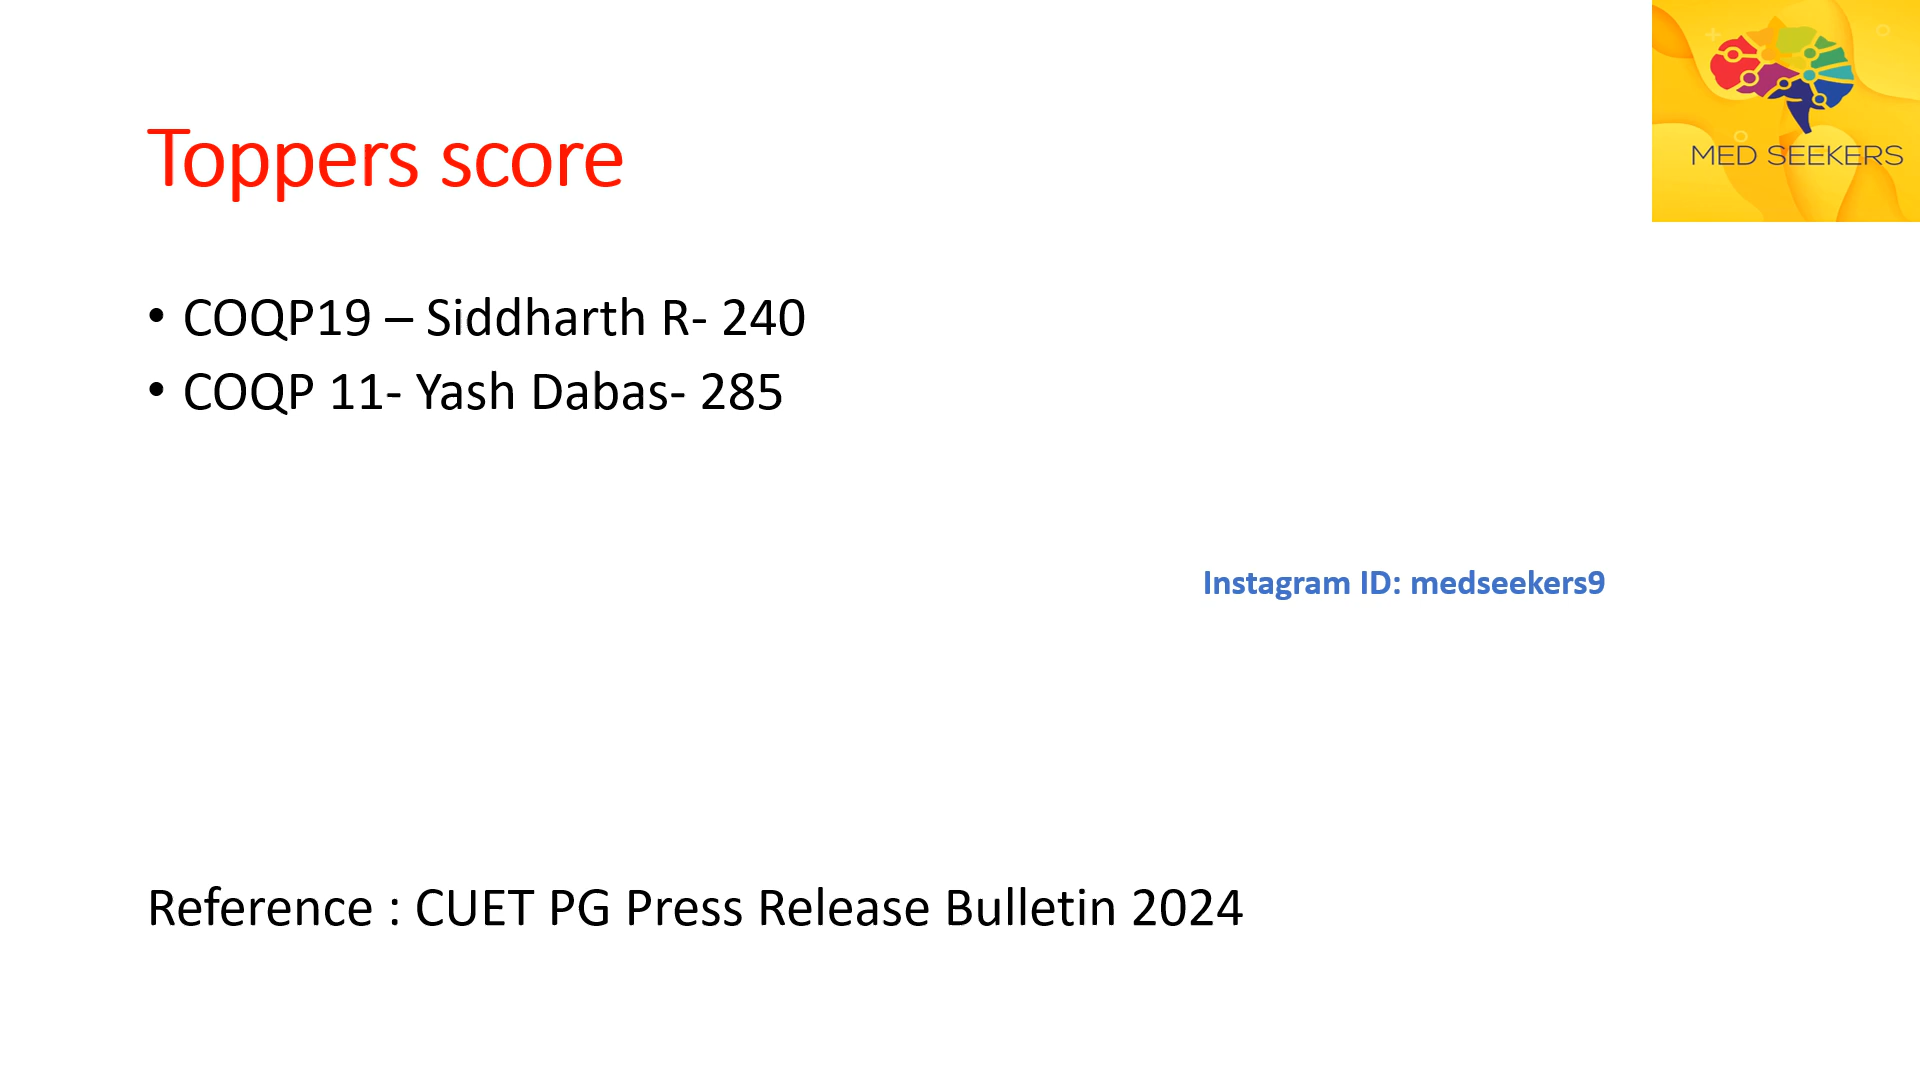 MED SEEKERS
Toppers score
• COQP19 – Siddharth R- 240
• COQP 11- Yash Dabas- 285
Instagram ID: medseekers9
Reference : CUET PG Press Release Bulletin 2024